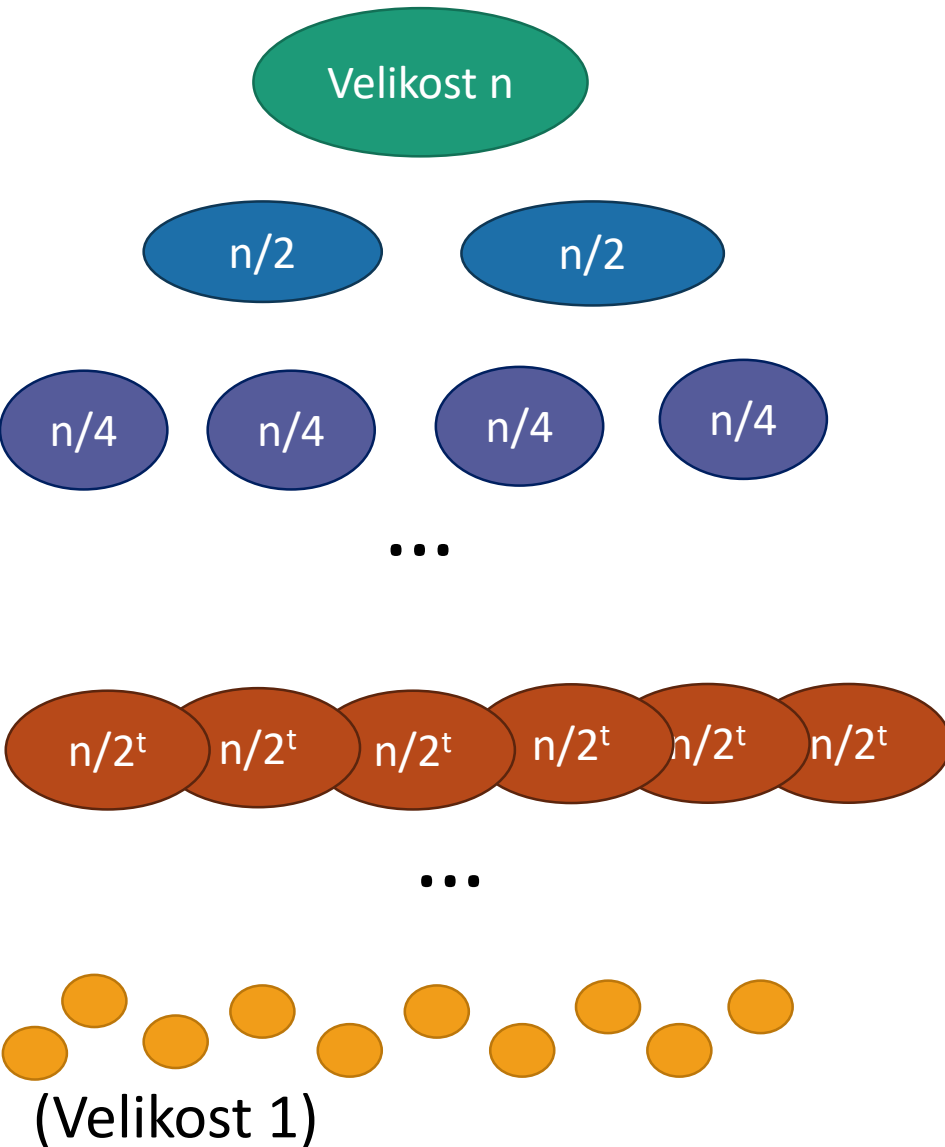 Velikost n
n/2 n/2
n/4 n/4 n/4 n/4
...
n/2ᵗ n/2ᵗ n/2ᵗ n/2ᵗ n/2ᵗ n/2ᵗ
...
(Velikost 1)